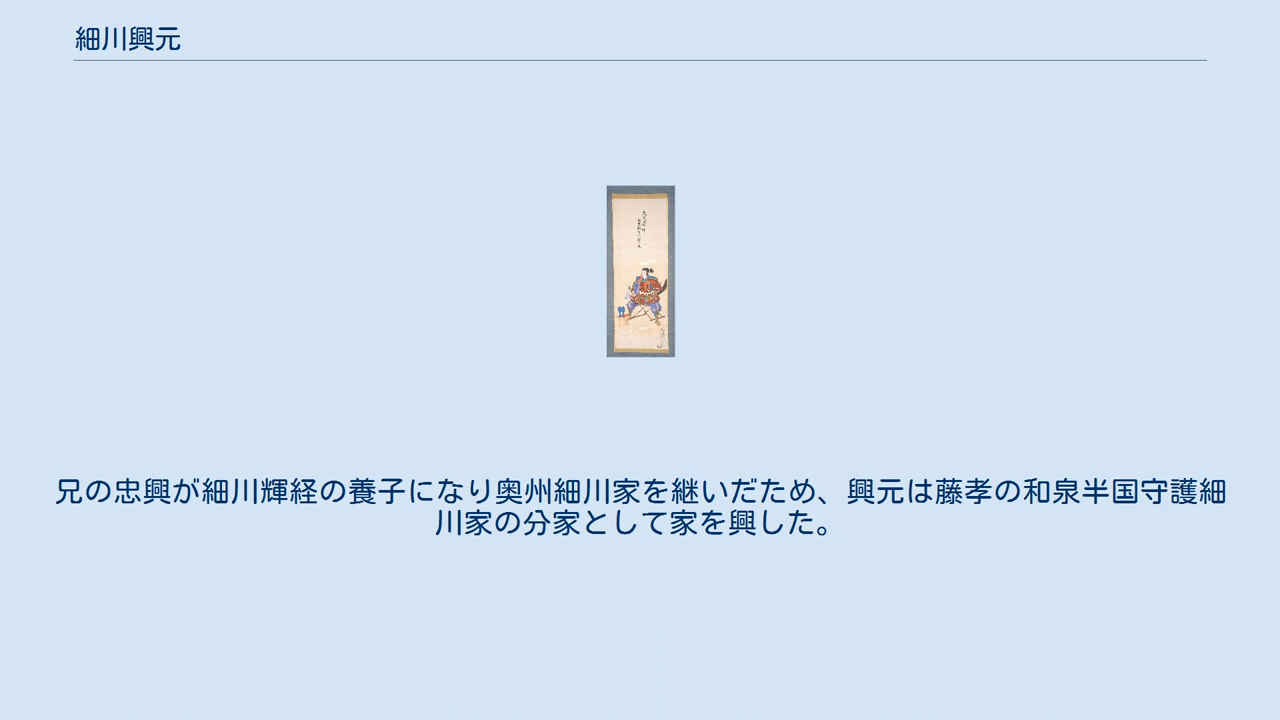 細川興元
兄の忠興が細川輝経の養子になり奥州細川家を継いだため、興元は藤孝の和泉半国守護細
川家の分家として家を興した。